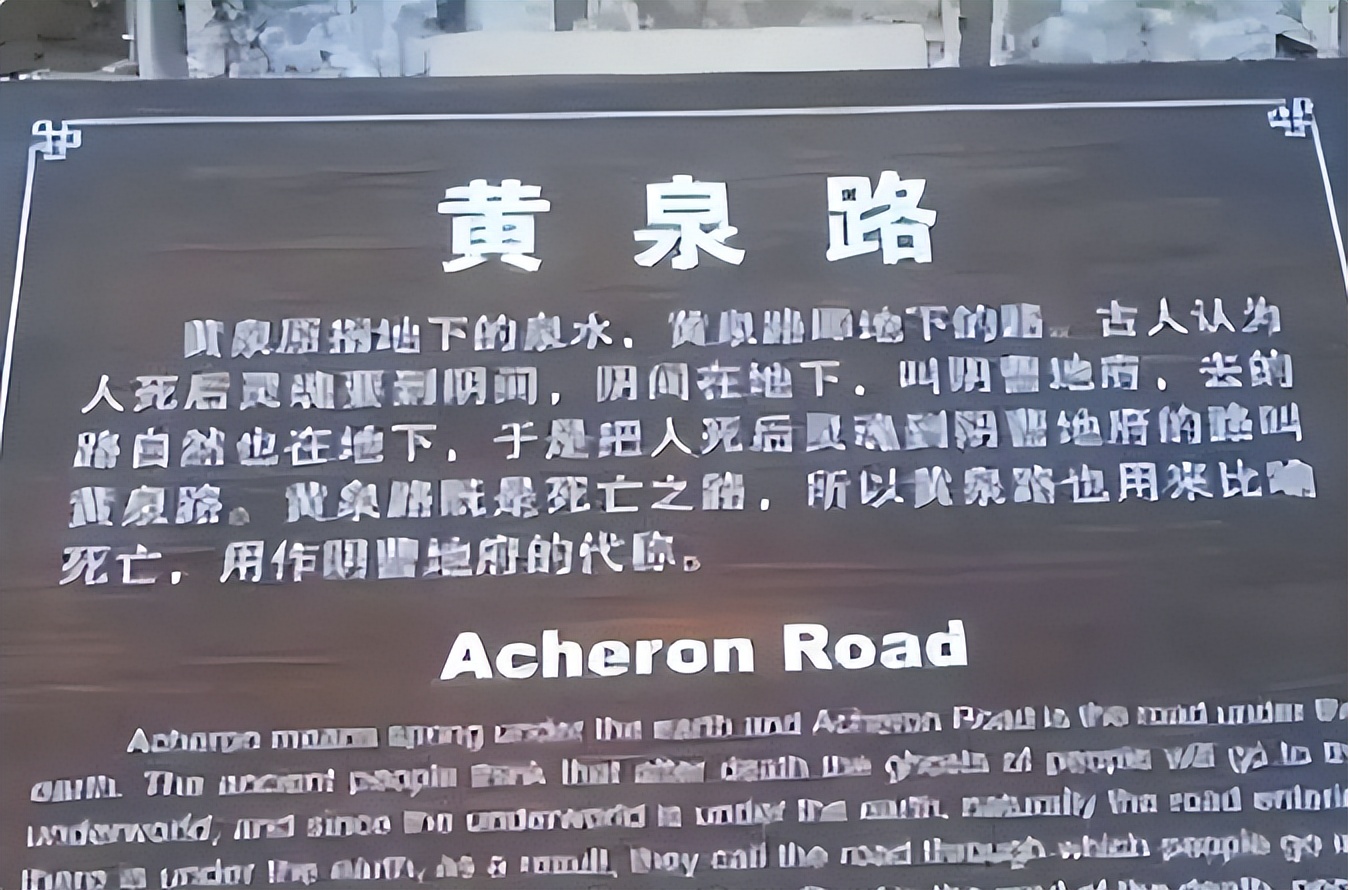 黄泉路
黄泉原指地下的泉水，黄泉路即地下的路。古人认为
人死后灵魂要到阴间，阴间在地下，叫阴曹地府，去的
路自然也在地下，于是把人死后灵魂到阴曹地府的路叫
黄泉路。黄泉路既是死亡之路，所以黄泉路也用来比喻
死亡，用作阴曹地府的代称。
Acheron Road
means spring under the earth and Acheron Road is the road under
earth. The ancient people that after death the ghosts of people will go to
underworld, and since the underworld is under the earth, naturally the road
there is under the earth, as a result, they call the road through which people go